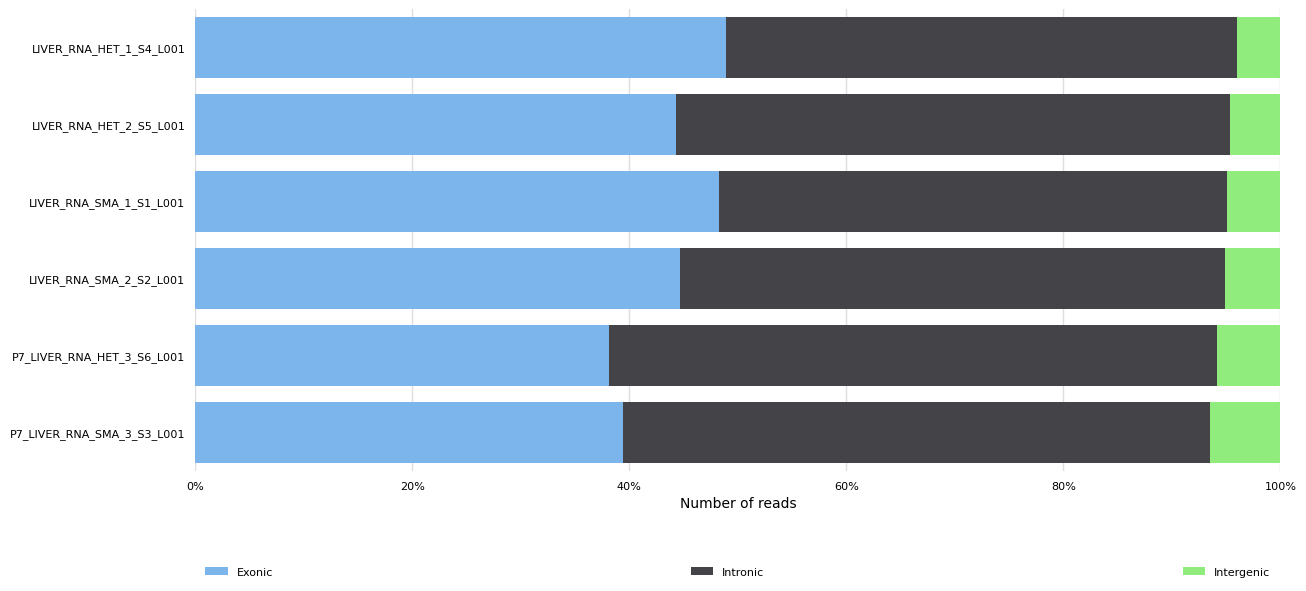 LIVER_RNA_HET_1_S4_L001
LIVER_RNA_HET_2_S5_L001
LIVER_RNA_SMA_1_S1_L001
LIVER_RNA_SMA_2_S2_L001
P7_LIVER_RNA_HET_3_S6_L001
P7_LIVER_RNA_SMA_3_S3_L001
0% 20% 40% 60% 80% 100%
Number of reads
Exonic Intronic Intergenic